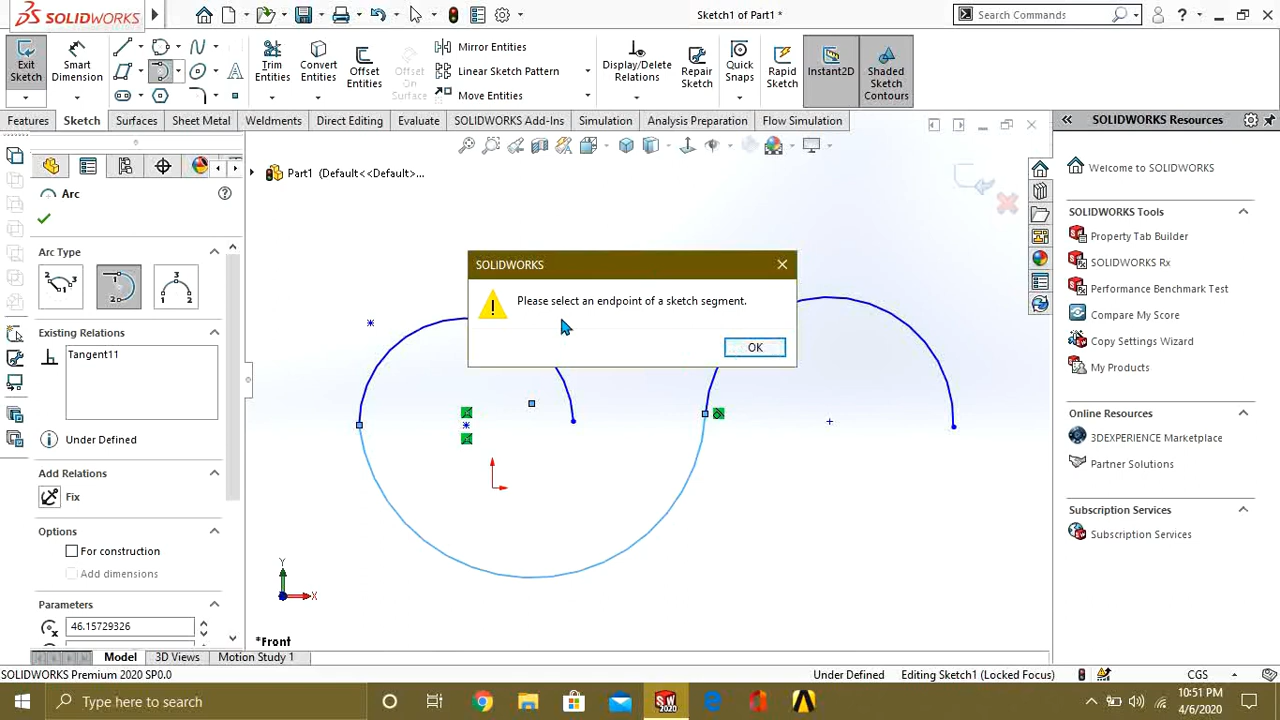 SOLIDWORKS
Sketch1 of Part1 *
Search Commands
?
Exit Sketch
Smart Dimension
Trim Entities
Convert Entities
Offset Entities
Offset On Surface
Mirror Entities
Linear Sketch Pattern
Move Entities
Display/Delete Relations
Repair Sketch
Quick Snaps
Rapid Sketch
Instant2D
Shaded Sketch Contours
Features
Sketch
Surfaces
Sheet Metal
Weldments
Direct Editing
Evaluate
SOLIDWORKS Add-Ins
Simulation
Analysis Preparation
Flow Simulation
Part1 (Default<<Default>...
Arc
Arc Type
Existing Relations
Tangent11
Under Defined
Add Relations
Fix
Options
For construction
Add dimensions
Parameters
46.15729326
SOLIDWORKS
Please select an endpoint of a sketch segment.
OK
Y
X
*Front
SOLIDWORKS Resources
Welcome to SOLIDWORKS
SOLIDWORKS Tools
Property Tab Builder
SOLIDWORKS Rx
Performance Benchmark Test
Compare My Score
Copy Settings Wizard
My Products
Online Resources
3DEXPERIENCE Marketplace
Partner Solutions
Subscription Services
Subscription Services
Model
3D Views
Motion Study 1
SOLIDWORKS Premium 2020 SP0.0
Under Defined
Editing Sketch1 (Locked Focus)
CGS
Type here to search
SW
2020
10:51 PM
4/6/2020